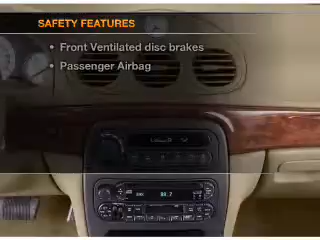 SAFETY FEATURES
• Front Ventilated disc brakes
• Passenger Airbag